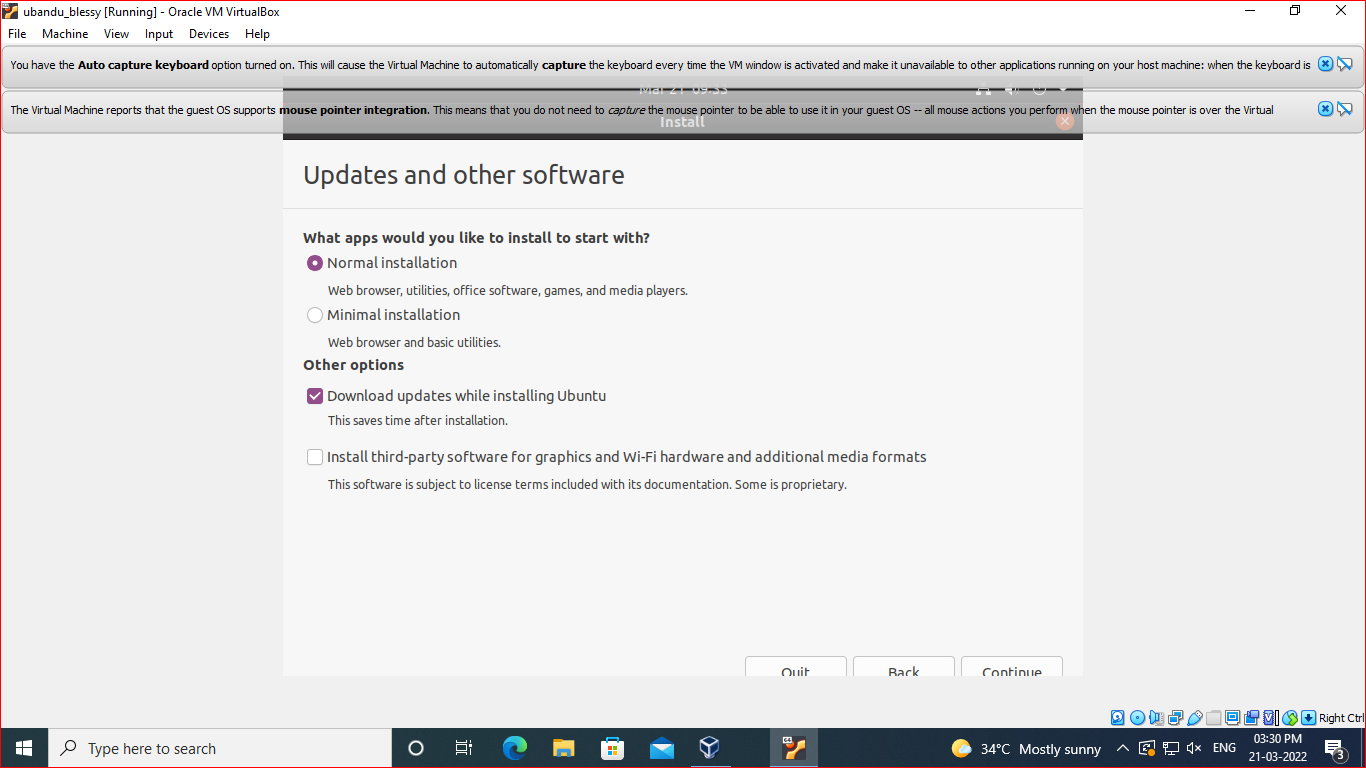 ubandu_blessy [Running] - Oracle VM VirtualBox
File Machine View Input Devices Help
You have the Auto capture keyboard option turned on. This will cause the Virtual Machine to automatically capture the keyboard every time the VM window is activated and make it unavailable to other applications running on your host machine: when the keyboard is
Mar 21 09:33
The Virtual Machine reports that the guest OS supports mouse pointer integration. This means that you do not need to capture the mouse pointer to be able to use it in your guest OS -- all mouse actions you perform when the mouse pointer is over the Virtual
Install
Updates and other software
What apps would you like to install to start with?
Normal installation
Web browser, utilities, office software, games, and media players.
Minimal installation
Web browser and basic utilities.
Other options
Download updates while installing Ubuntu
This saves time after installation.
Install third-party software for graphics and Wi-Fi hardware and additional media formats
This software is subject to license terms included with its documentation. Some is proprietary.
Quit Back Continue
Right Ctrl
Type here to search
34°C Mostly sunny
ENG
03:30 PM
21-03-2022
3